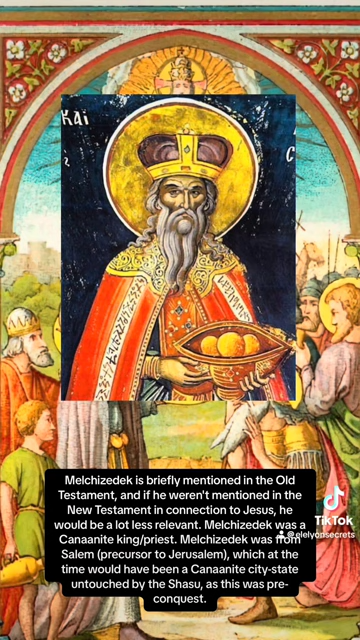 ΚΑΙ
C
Melchizedek is briefly mentioned in the Old
Testament, and if he weren't mentioned in the
New Testament in connection to Jesus, he
would be a lot less relevant. Melchizedek was a
Canaanite king/priest. Melchizedek was from
Salem (precursor to Jerusalem), which at the
time would have been a Canaanite city-state
untouched by the Shasu, as this was pre-
conquest.
TikTok
@elelyonsecrets